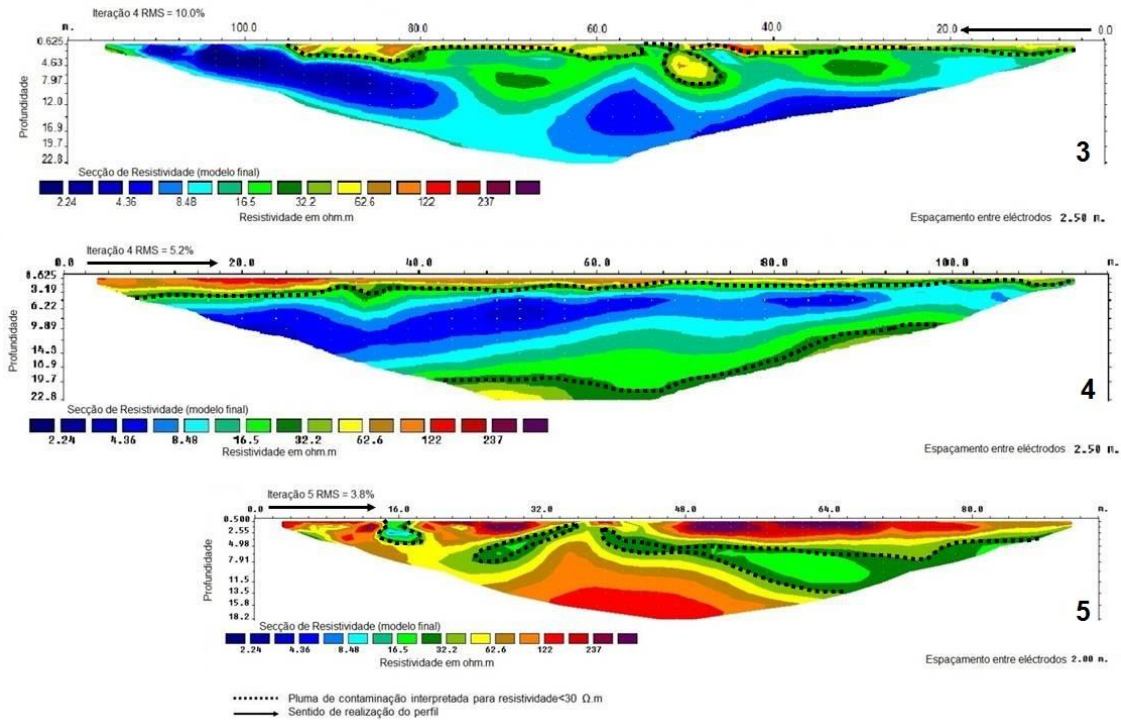 Iteração 4 RMS = 10.0%
m. 100.0 80.0 60.0 40.0 20.0 0.0
0.625
4.63
7.97
12.0
16.9
19.7
22.8
Profundidade
3
Secção de Resistividade (modelo final)
2.24 4.36 8.48 16.5 32.2 62.6 122 237
Resistividade em ohm.m
Espaçamento entre eléctrodos 2.50 m.
Iteração 4 RMS = 5.2%
0.0 20.0 40.0 60.0 80.0 100.0 m.
0.625
3.19
6.22
9.89
16.9
19.7
22.8
Profundidade
4
Secção de Resistividade (modelo final)
2.24 4.36 8.48 16.5 32.2 62.6 122 237
Resistividade em ohm.m
Espaçamento entre eléctrodos 2.50 m.
Iteração 5 RMS = 3.8%
0.0 16.0 32.0 48.0 64.0 80.0 m.
0.500
2.55
4.98
7.91
11.5
13.5
15.8
18.2
Profundidade
5
Secção de Resistividade (modelo final)
2.24 4.36 8.48 16.5 32.2 62.6 122 237
Resistividade em ohm.m
Espaçamento entre eléctrodos 2.00 m.
Pluma de contaminação interpretada para resistividade<30 Ω.m
Sentido de realização do perfil